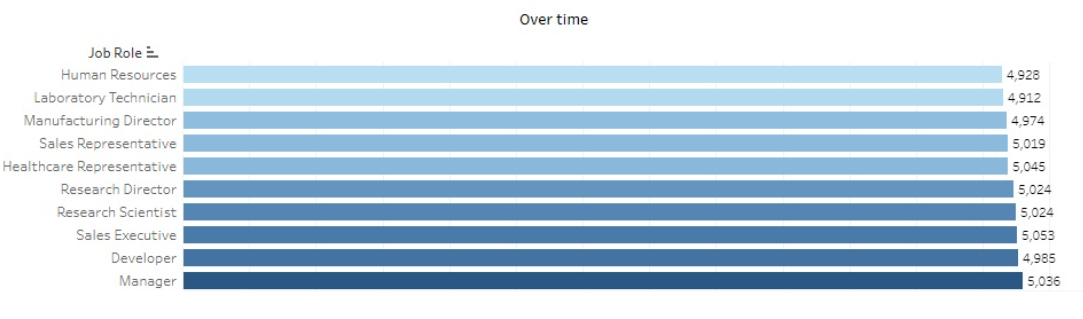 Over time
Job Role
Human Resources 4,928
Laboratory Technician 4,912
Manufacturing Director 4,974
Sales Representative 5,019
Healthcare Representative 5,045
Research Director 5,024
Research Scientist 5,024
Sales Executive 5,053
Developer 4,985
Manager 5,036